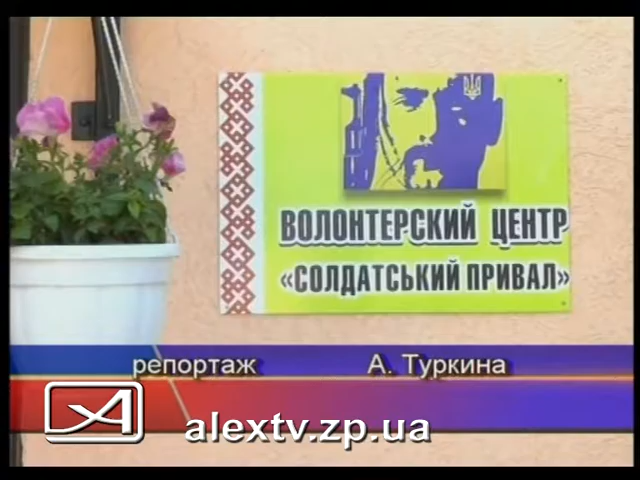 ВОЛОНТЕРСКИЙ ЦЕНТР
«СОЛДАТСЬКИЙ ПРИВАЛ»
репортаж А. Туркина
alextv.zp.ua